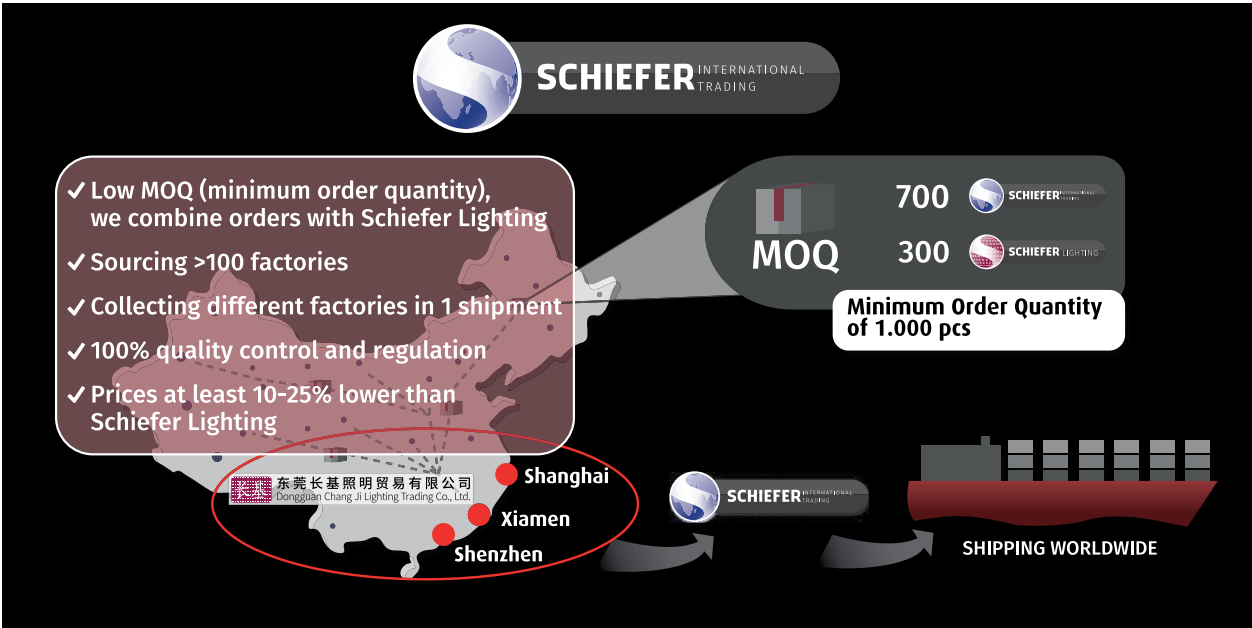 SCHIEFER INTERNATIONAL
TRADING
✓ Low MOQ (minimum order quantity),
we combine orders with Schiefer Lighting
✓ Sourcing >100 factories
✓ Collecting different factories in 1 shipment
✓ 100% quality control and regulation
✓ Prices at least 10-25% lower than
Schiefer Lighting
MOQ
700 SCHIEFER INTERNATIONAL
TRADING
300 SCHIEFER LIGHTING
Minimum Order Quantity
of 1.000 pcs
东莞长基照明贸易有限公司
Dongguan Chang Ji Lighting Trading Co., Ltd.
Shanghai
Xiamen
Shenzhen
SCHIEFER INTERNATIONAL
TRADING
SHIPPING WORLDWIDE